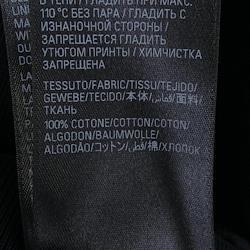 В ТЕНИ / ГЛАДИТЬ ПРИ МАКС.
110 °C БЕЗ ПАРА / ГЛАДИТЬ С
ИЗНАНОЧНОЙ СТОРОНЫ /
ЗАПРЕЩАЕТСЯ ГЛАДИТЬ
УТЮГОМ ПРИНТЫ / ХИМЧИСТКА
ЗАПРЕЩЕНА
TESSUTO/FABRIC/TISSU/TEJIDO/
GEWEBE/TECIDO/本体/قماش/面料/
ТКАНЬ
100% COTONE/COTTON/COTON/
ALGODON/BAUMWOLLE/
ALGODÃO/コットン/قطن/棉/ХЛОПОК